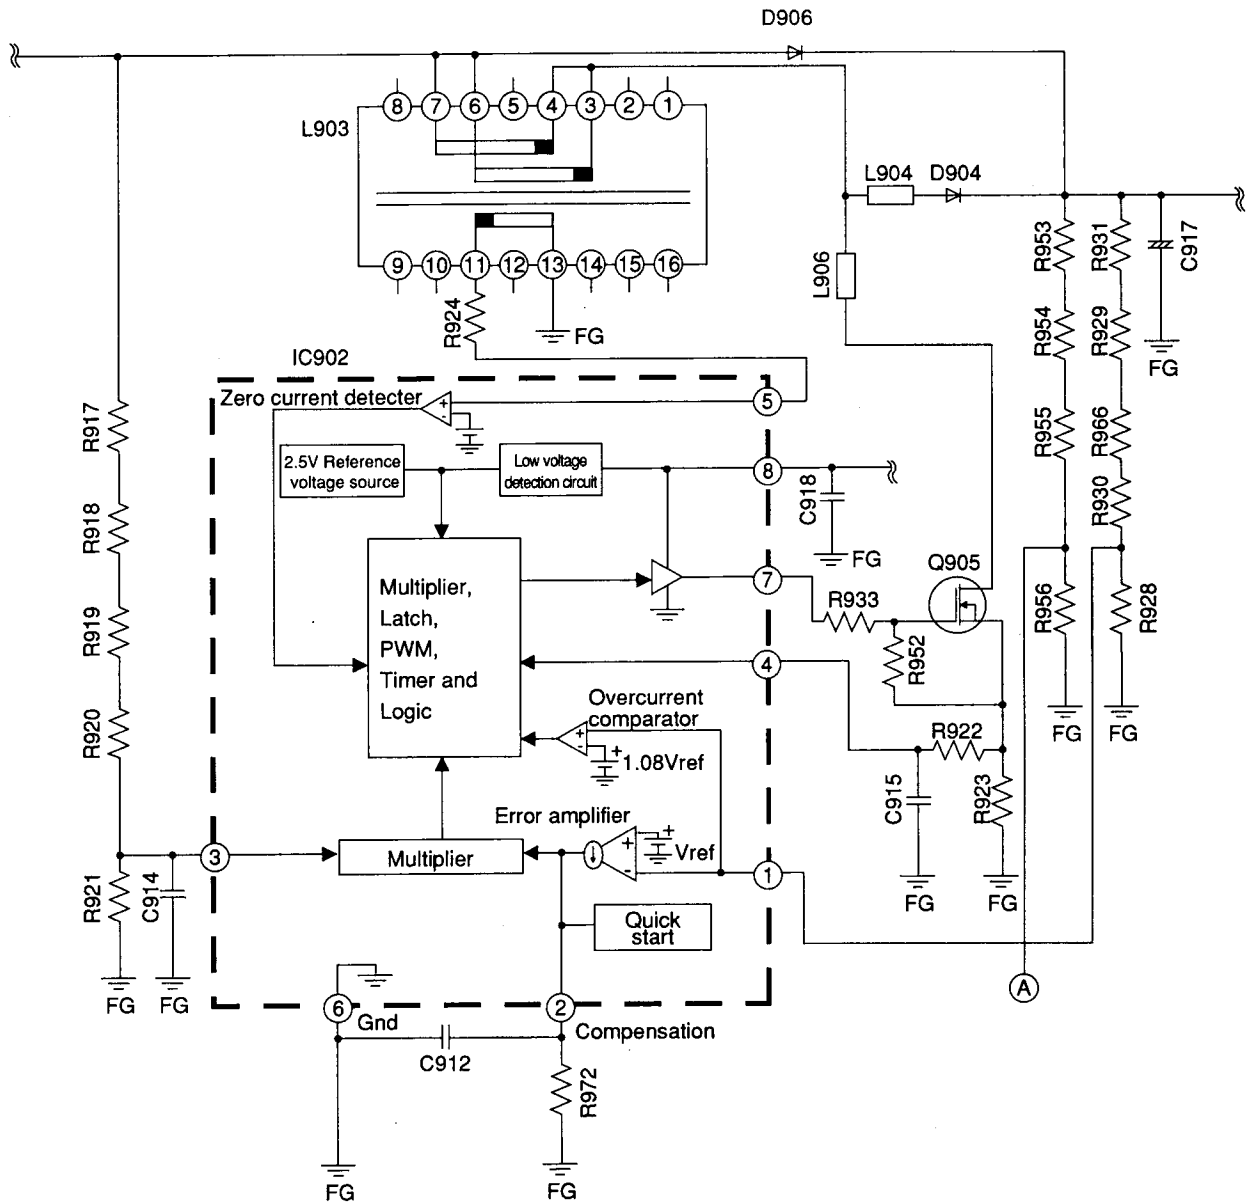 D906
8 7 6 5 4 3 2 1
L903
L904 D904
R953
R931
C917
9 10 11 12 13 14 15 16
L906
R924
FG
R954
R929
FG
IC902
Zero current detecter
5
R917
R955
R966
2.5V Reference
voltage source
Low voltage
detection circuit
8
C918
R930
R918
FG
Q905
Multiplier,
Latch,
PWM,
Timer and
Logic
7
R933
R956
R928
R919
R952
4
Overcurrent
comparator
R920
FG FG
R922
1.08Vref
C915
R923
Error amplifier
3
Multiplier
Vref
1
R921
C914
FG FG
Quick
start
FG FG
A
6
Gnd
2
Compensation
C912
R972
FG
FG
+
-
+
-
+
+
-
+